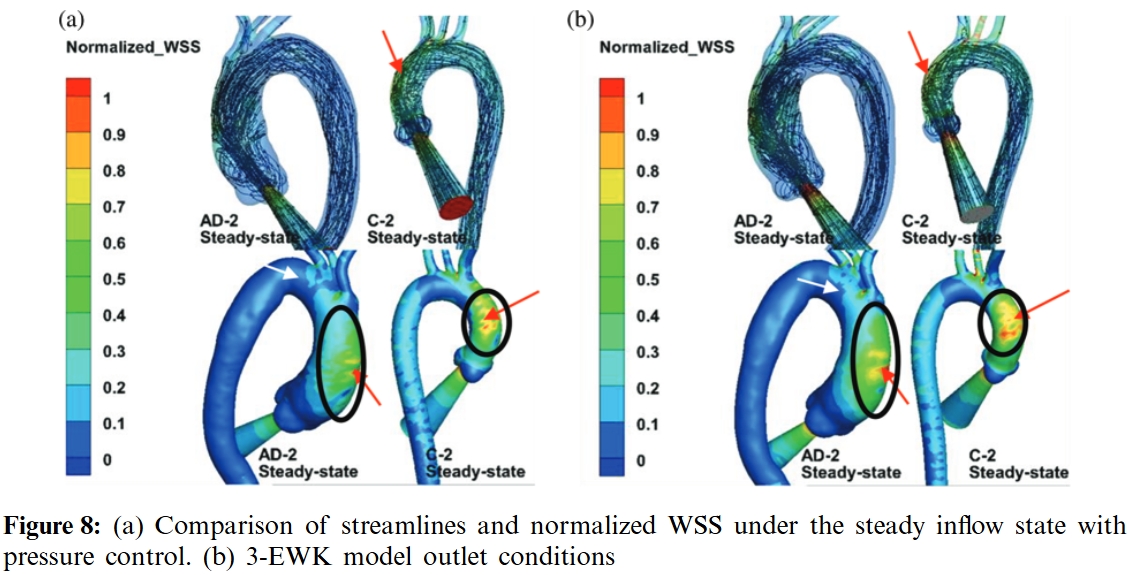 (a)
Normalized_WSS
1
0.9
0.8
0.7
0.6
0.5
0.4
0.3
0.2
0.1
0
AD-2
Steady-state
C-2
Steady-state
AD-2
Steady-state
C-2
Steady-state
(b)
Normalized_WSS
1
0.9
0.8
0.7
0.6
0.5
0.4
0.3
0.2
0.1
0
AD-2
Steady-state
C-2
Steady-state
AD-2
Steady-state
C-2
Steady-state
Figure 8: (a) Comparison of streamlines and normalized WSS under the steady inflow state with
pressure control. (b) 3-EWK model outlet conditions